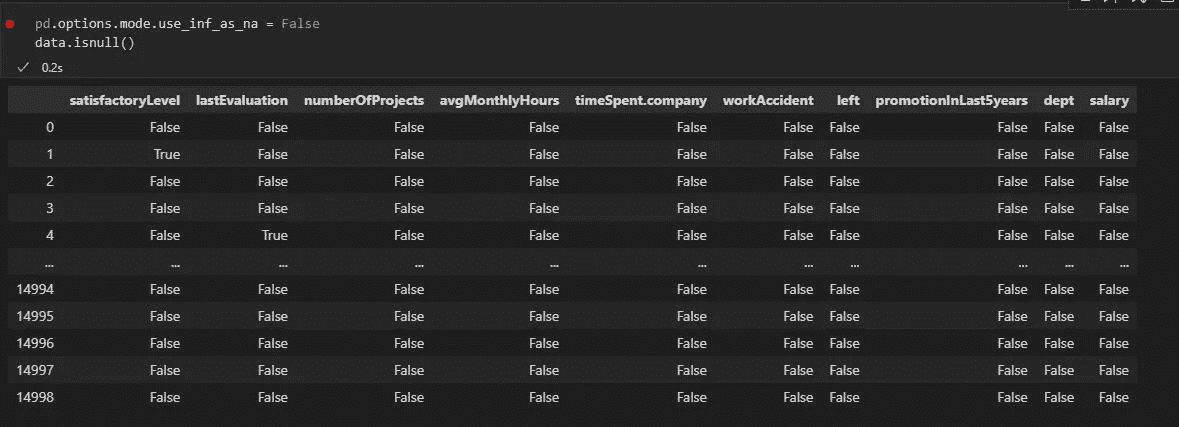 pd.options.mode.use_inf_as_na = False
data.isnull()
0.2s
satisfactoryLevel lastEvaluation numberOfProjects avgMonthlyHours timeSpent.company workAccident left promotionInLast5years dept salary
0 False False False False False False False False False False
1 True False False False False False False False False False
2 False False False False False False False False False False
3 False False False False False False False False False False
4 False True False False False False False False False False
... ... ... ... ... ... ... ... ... ... ...
14994 False False False False False False False False False False
14995 False False False False False False False False False False
14996 False False False False False False False False False False
14997 False False False False False False False False False False
14998 False False False False False False False False False False